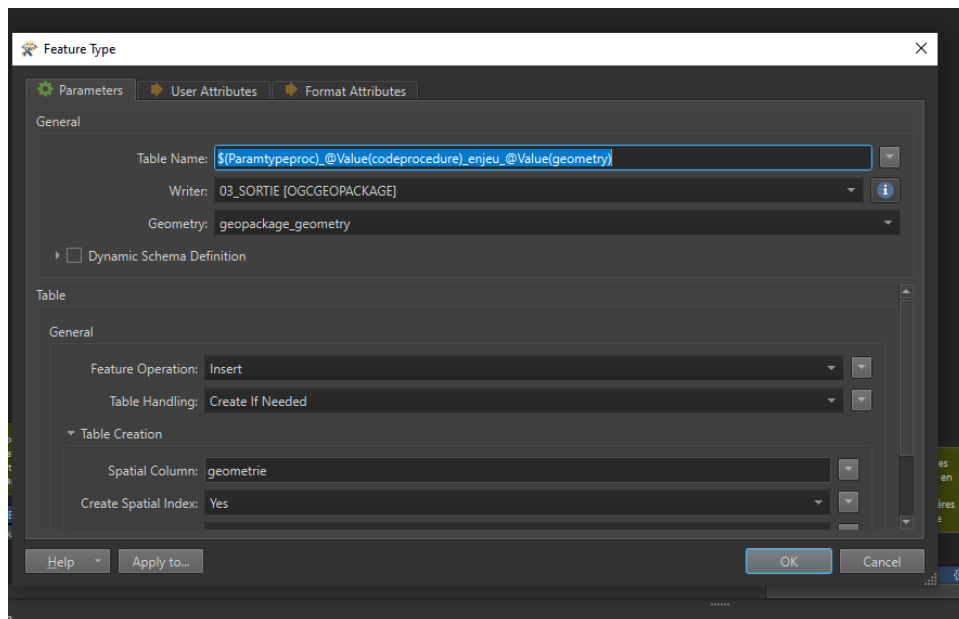 Feature Type
Parameters User Attributes Format Attributes
General
Table Name: $(Paramtypeproc)_@Value(codeprocedure)_enjeu_@Value(geometry)
Writer: 03_SORTIE [OGCGEOPACKAGE]
Geometry: geopackage_geometry
Dynamic Schema Definition
Table
General
Feature Operation: Insert
Table Handling: Create If Needed
Table Creation
Spatial Column: geometrie
Create Spatial Index: Yes
Help Apply to... OK Cancel